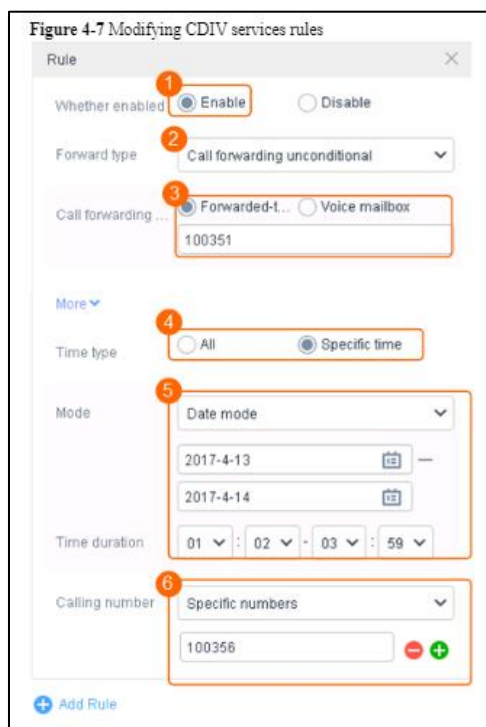 Figure 4-7 Modifying CDIV services rules
Rule
1
Whether enabled Enable Disable
2
Forward type Call forwarding unconditional
3
Call forwarding ... Forwarded-t... Voice mailbox
100351
More
4
Time type All Specific time
5
Mode Date mode
2017-4-13 —
2017-4-14
Time duration 01 : 02 - 03 : 59
6
Calling number Specific numbers
100356
Add Rule